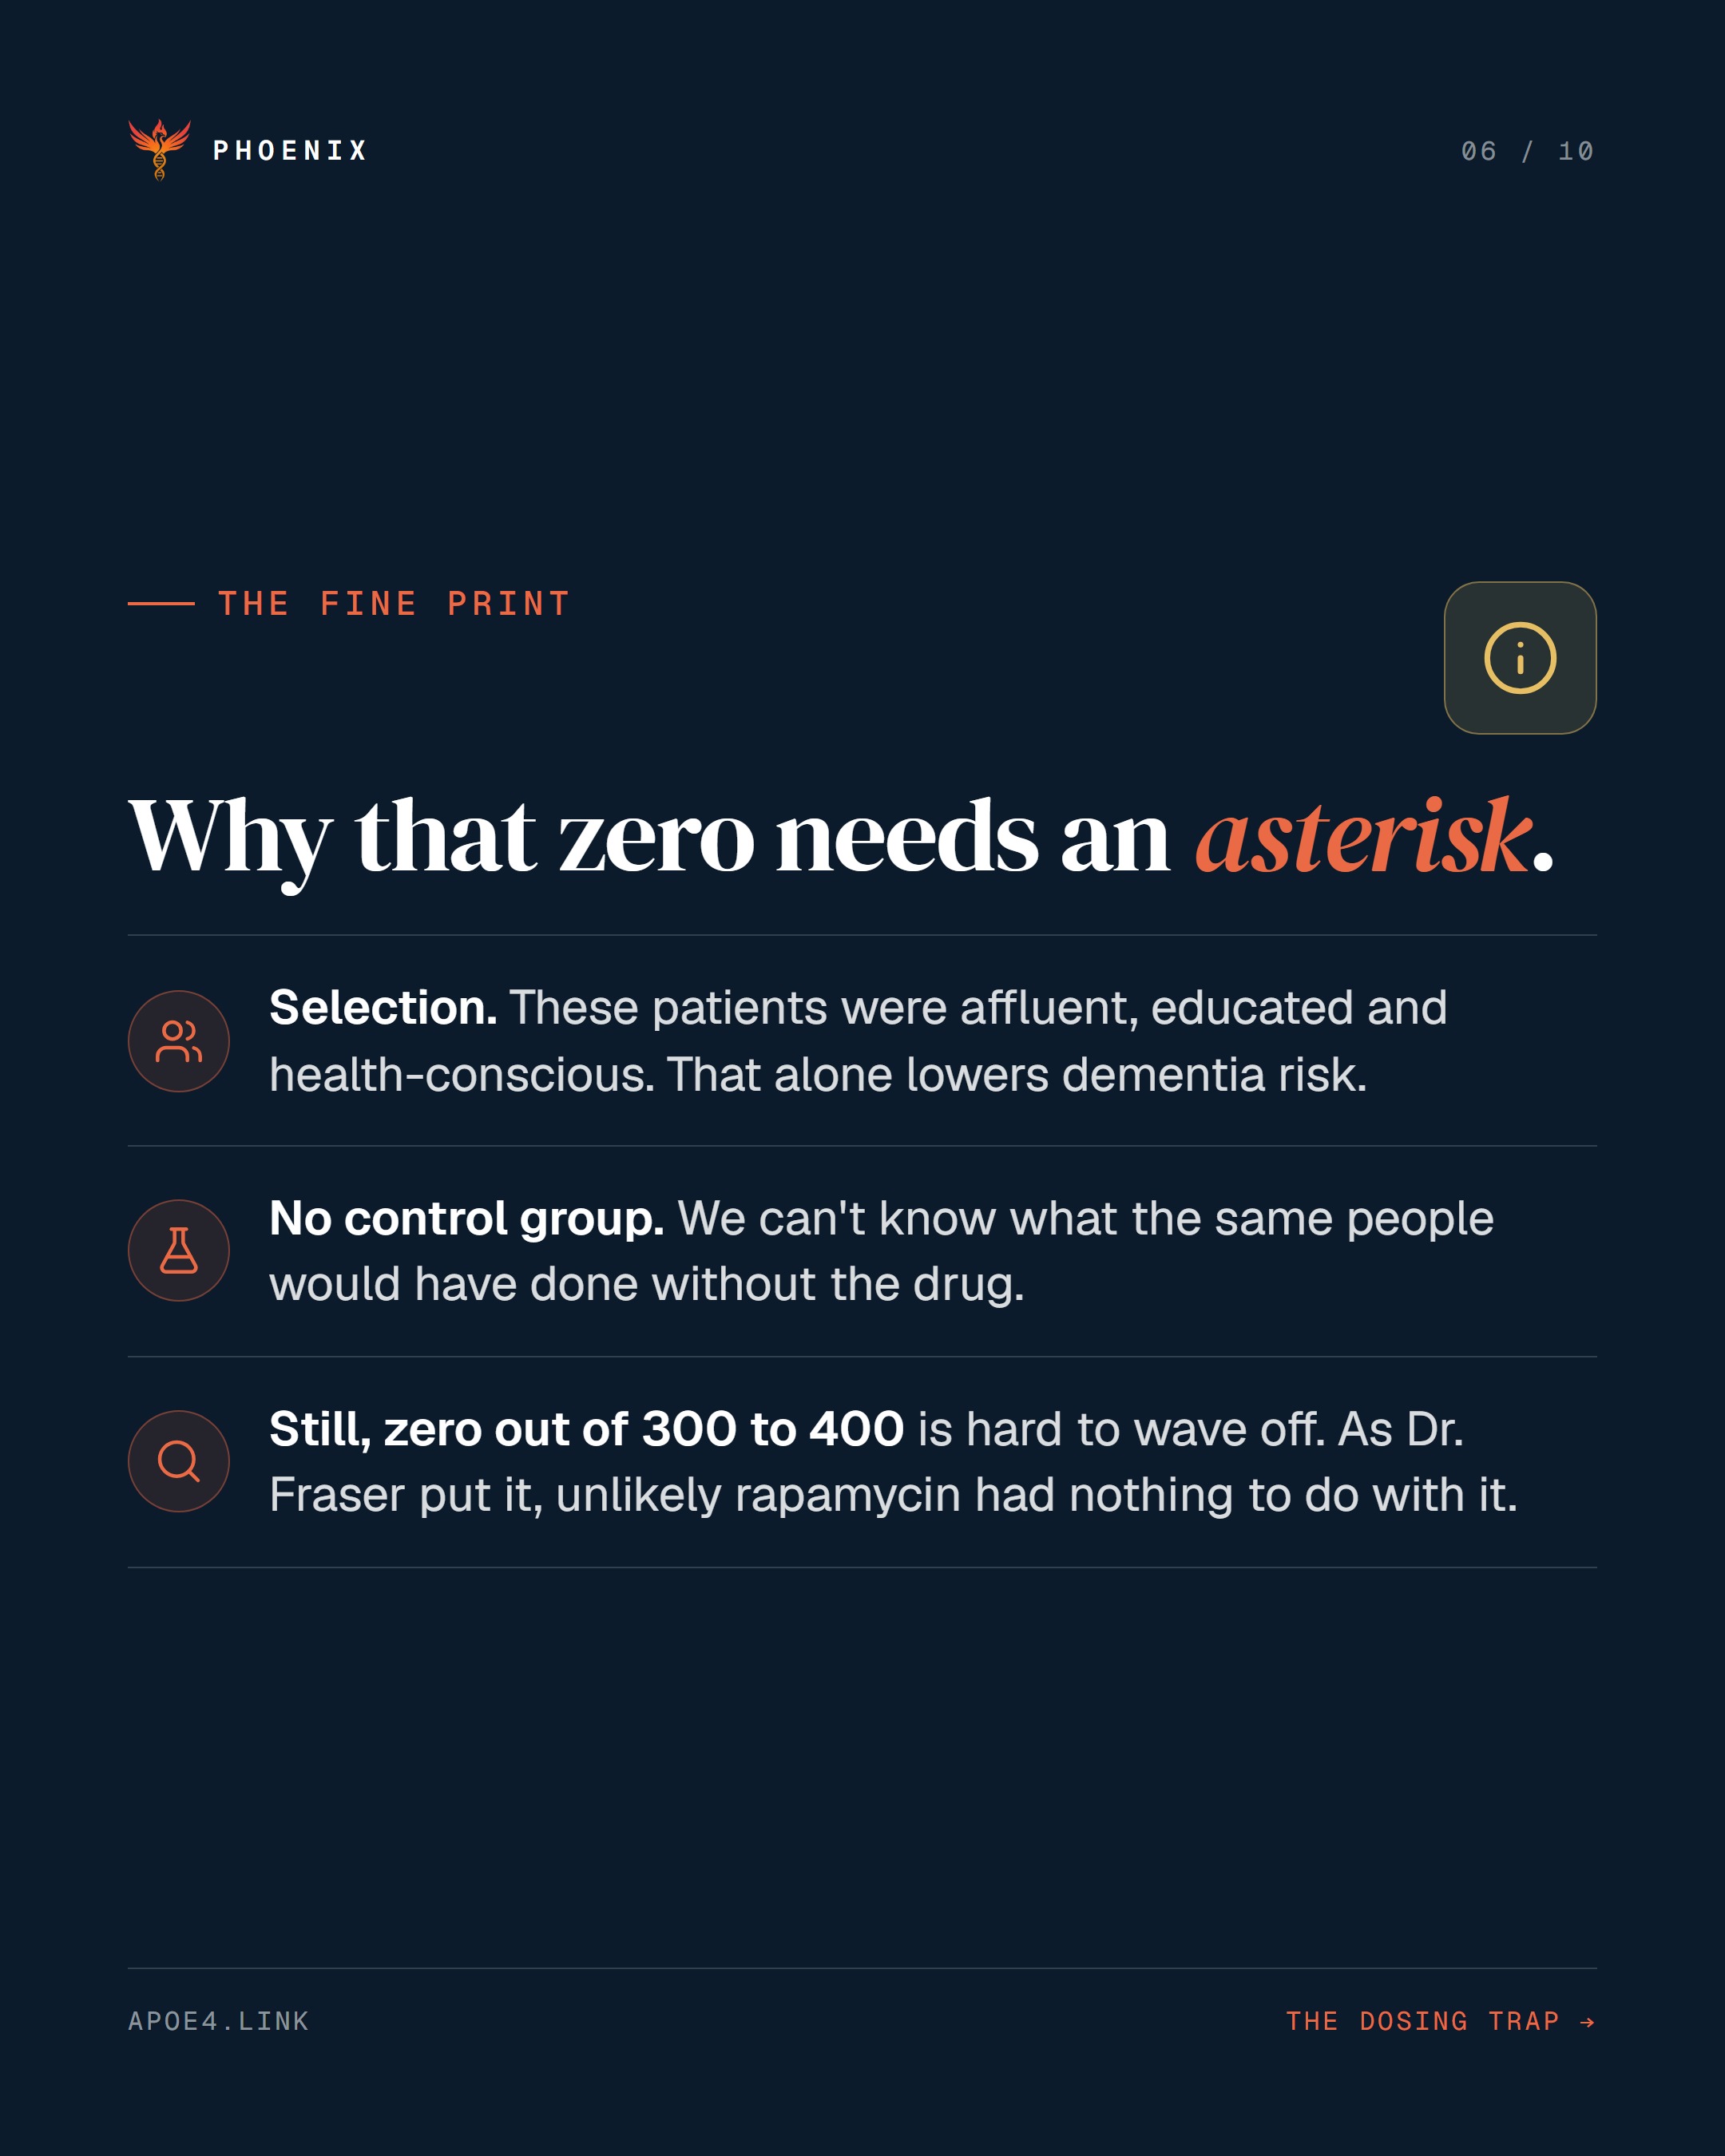 PHOENIX
06 / 10
THE FINE PRINT
Why that zero needs an asterisk.
Selection. These patients were affluent, educated and
health-conscious. That alone lowers dementia risk.
No control group. We can't know what the same people
would have done without the drug.
Still, zero out of 300 to 400 is hard to wave off. As Dr.
Fraser put it, unlikely rapamycin had nothing to do with it.
APOE4.LINK
THE DOSING TRAP →